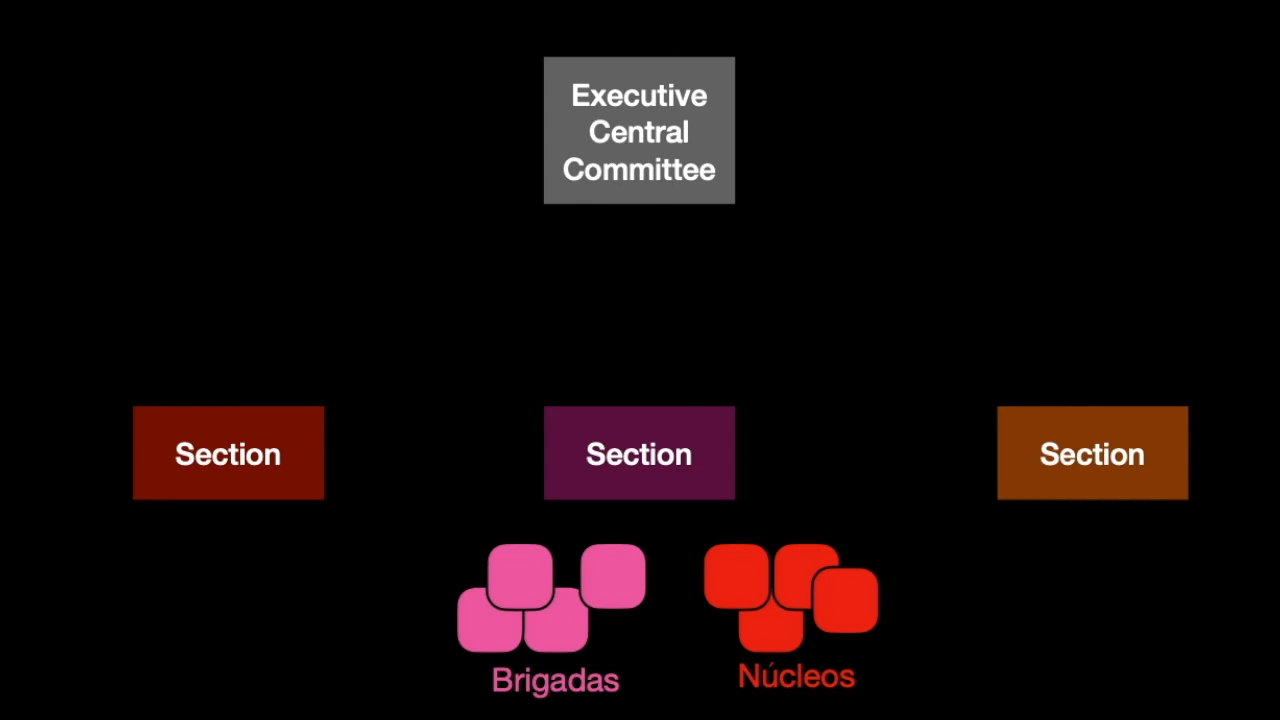 Executive
Central
Committee
Section
Section
Section
Brigadas
Núcleos